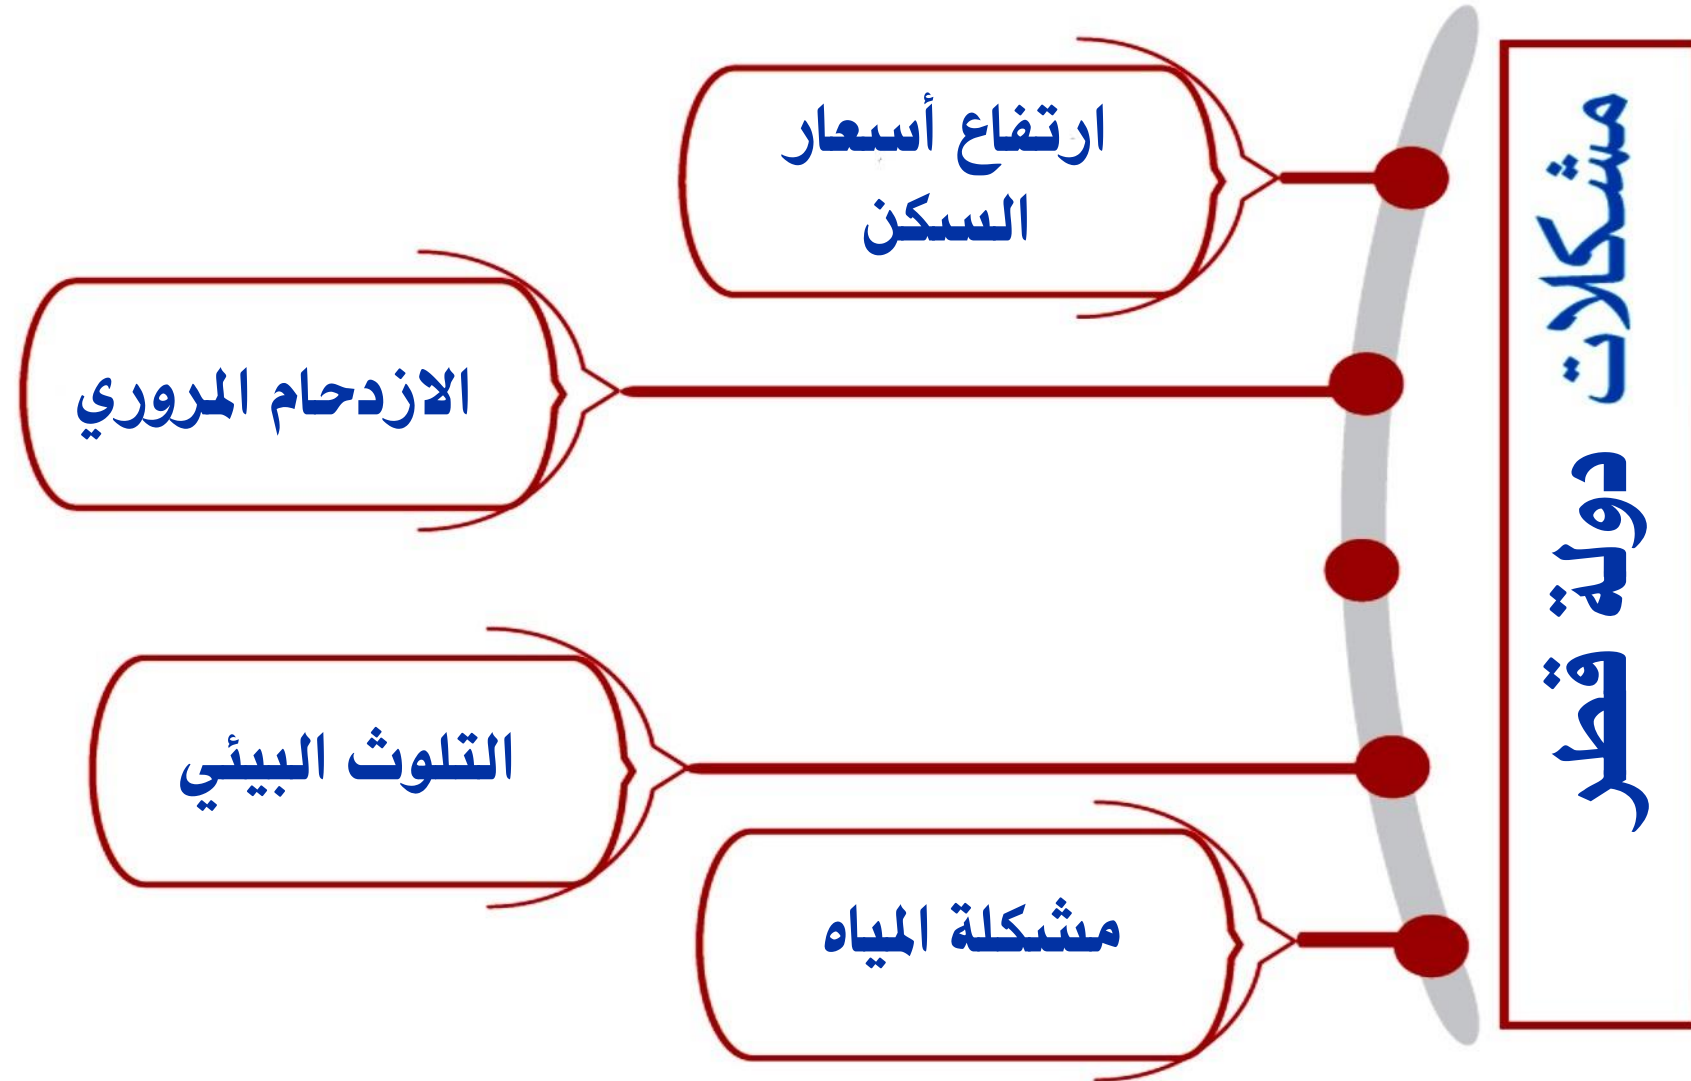 مشكلات دولة قطر
ارتفاع أسعار
السكن
الازدحام المروري
التلوث البيئي
مشكلة المياه